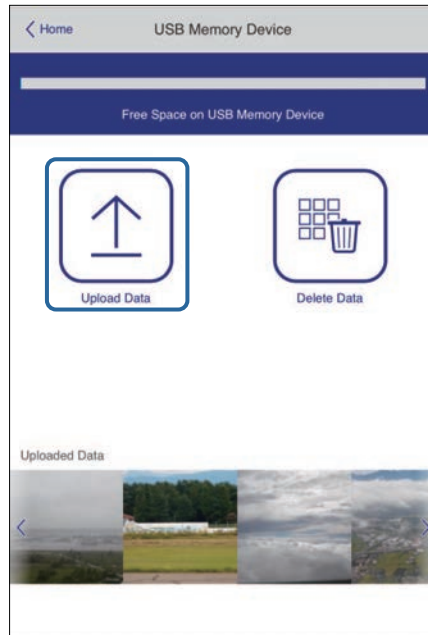 Home
USB Memory Device
Free Space on USB Memory Device
Upload Data
Delete Data
Uploaded Data